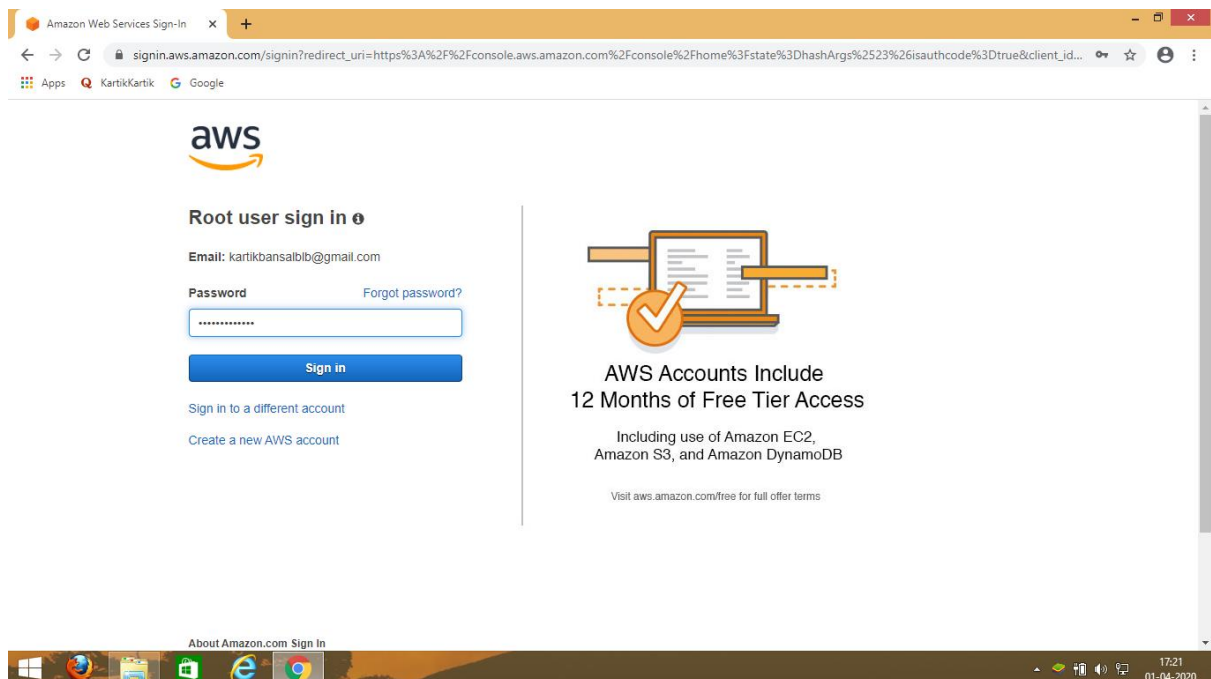 Amazon Web Services Sign-In
signin.aws.amazon.com/signin?redirect_uri=https%3A%2F%2Fconsole.aws.amazon.com%2Fconsole%2Fhome%3Fstate%3DhashArgs%2523%26isauthcode%3Dtrue&client_id...
Apps KartikKartik Google
aws
Root user sign in
Email: kartikbansalblb@gmail.com
Password Forgot password?
Sign in
Sign in to a different account
Create a new AWS account
AWS Accounts Include
12 Months of Free Tier Access
Including use of Amazon EC2,
Amazon S3, and Amazon DynamoDB
Visit aws.amazon.com/free for full offer terms
About Amazon.com Sign In
17:21
01-04-2020